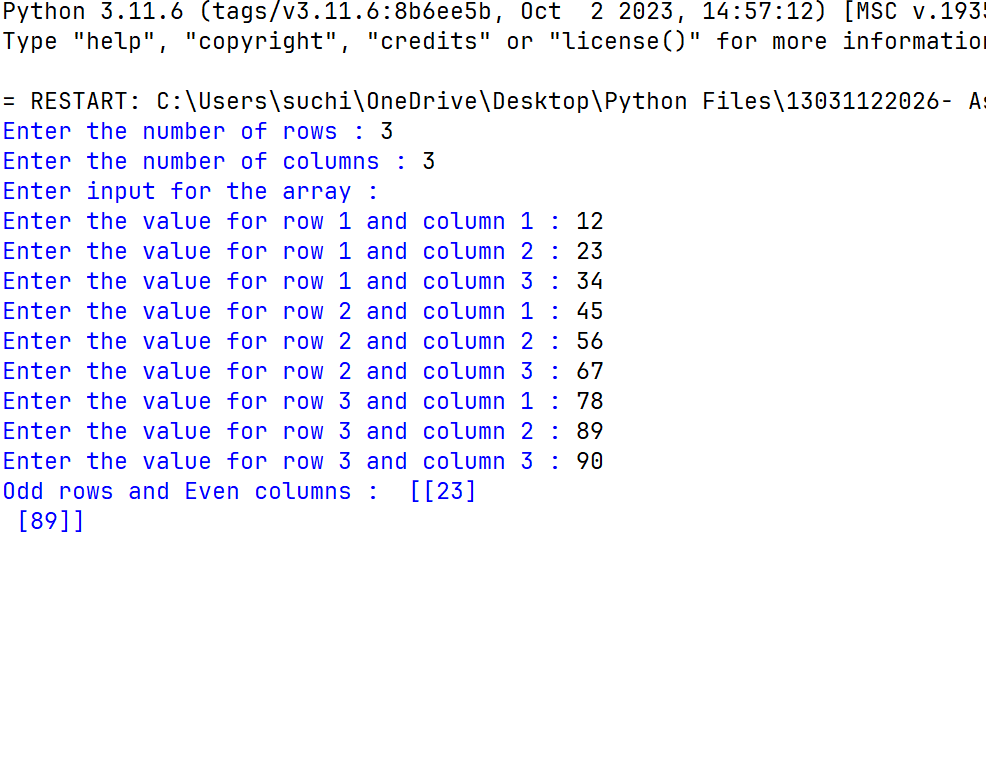 Python 3.11.6 (tags/v3.11.6:8b6ee5b, Oct  2 2023, 14:57:12) [MSC v.1935
Type "help", "copyright", "credits" or "license()" for more information
= RESTART: C:\Users\suchi\OneDrive\Desktop\Python Files\13031122026- As
Enter the number of rows : 3
Enter the number of columns : 3
Enter input for the array :
Enter the value for row 1 and column 1 : 12
Enter the value for row 1 and column 2 : 23
Enter the value for row 1 and column 3 : 34
Enter the value for row 2 and column 1 : 45
Enter the value for row 2 and column 2 : 56
Enter the value for row 2 and column 3 : 67
Enter the value for row 3 and column 1 : 78
Enter the value for row 3 and column 2 : 89
Enter the value for row 3 and column 3 : 90
Odd rows and Even columns :  [[23]
 [89]]